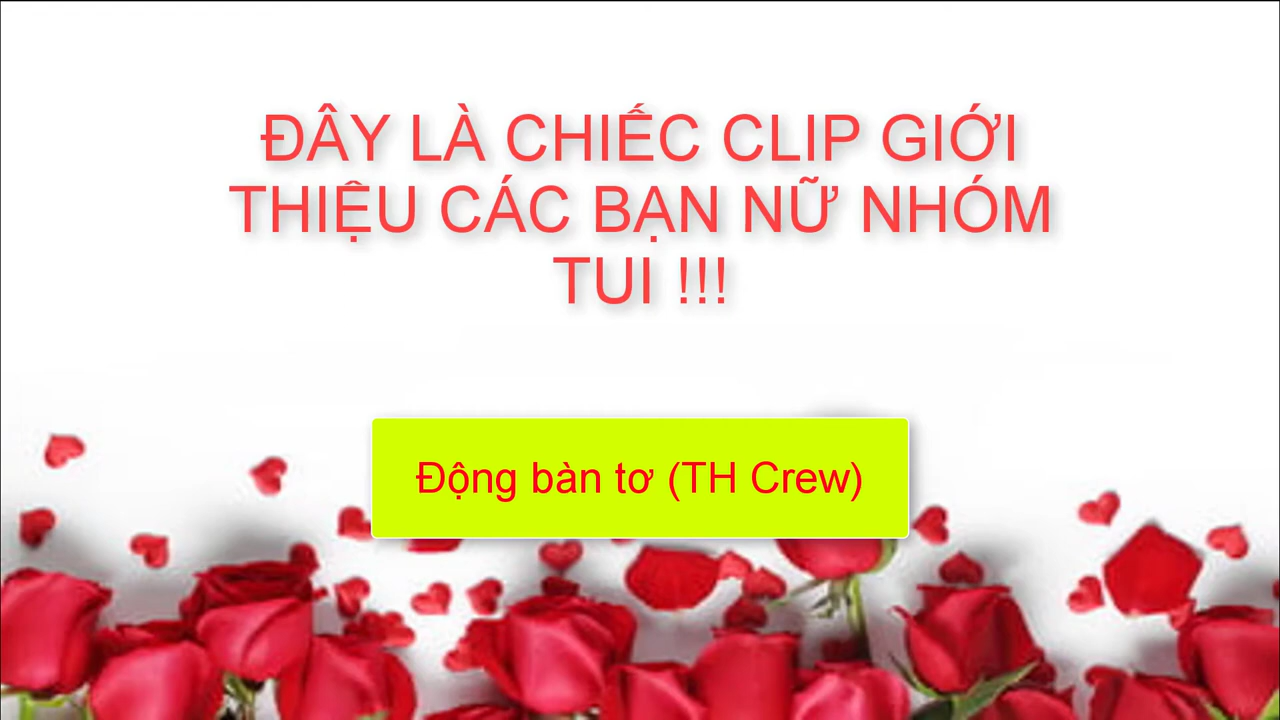 ĐÂY LÀ CHIẾC CLIP GIỚI
THIỆU CÁC BẠN NỮ NHÓM
TUI !!!
Động bàn tơ (TH Crew)